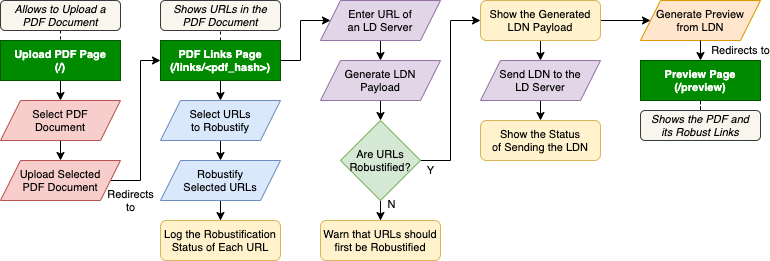 Allows to Upload a
PDF Document
Upload PDF Page
(/)
Select PDF
Document
Upload Selected
PDF Document
Redirects
to
Shows URLs in the
PDF Document
PDF Links Page
(/links/<pdf_hash>)
Select URLs
to Robustify
Robustify
Selected URLs
Log the Robustification
Status of Each URL
Enter URL of
an LD Server
Generate LDN
Payload
Are URLs
Robustified?
Y
N
Warn that URLs should
first be Robustified
Show the Generated
LDN Payload
Send LDN to the
LD Server
Show the Status
of Sending the LDN
Generate Preview
from LDN
Redirects to
Preview Page
(/preview)
Shows the PDF and
its Robust Links